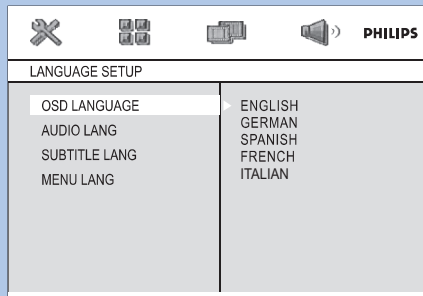 PHILIPS
LANGUAGE SETUP
OSD LANGUAGE
AUDIO LANG
SUBTITLE LANG
MENU LANG
ENGLISH
GERMAN
SPANISH
FRENCH
ITALIAN